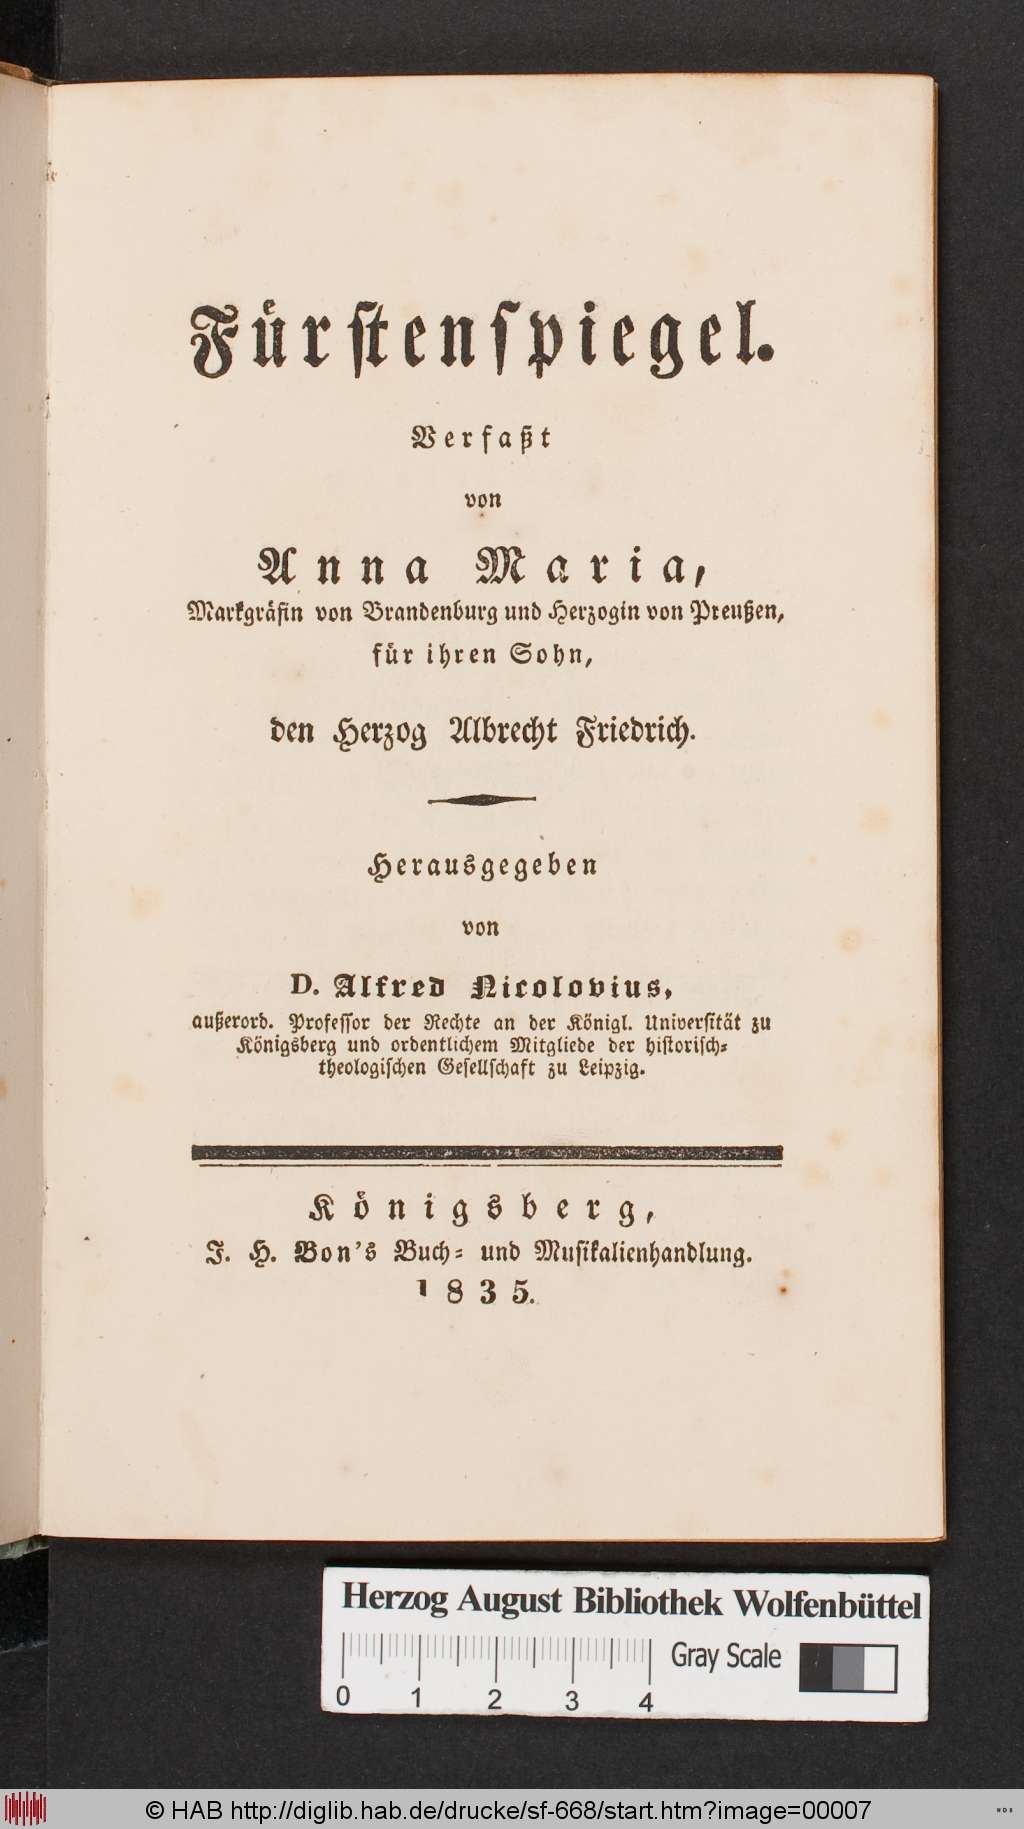 Fürstenspiegel.
Verfaßt
von
Anna Maria,
Markgräfin von Brandenburg und Herzogin von Preußen,
für ihren Sohn,
den Herzog Albrecht Friedrich.
Herausgegeben
von
D. Alfred Nicolovius,
außerord. Professor der Rechte an der Königl. Universität zu
Königsberg und ordentlichem Mitgliede der historisch-
theologischen Gesellschaft zu Leipzig.
Königsberg,
J. H. Bon's Buch- und Musikalienhandlung.
1835.
Herzog August Bibliothek Wolfenbüttel
Gray Scale
0 1 2 3 4
© HAB http://diglib.hab.de/drucke/sf-668/start.htm?image=00007